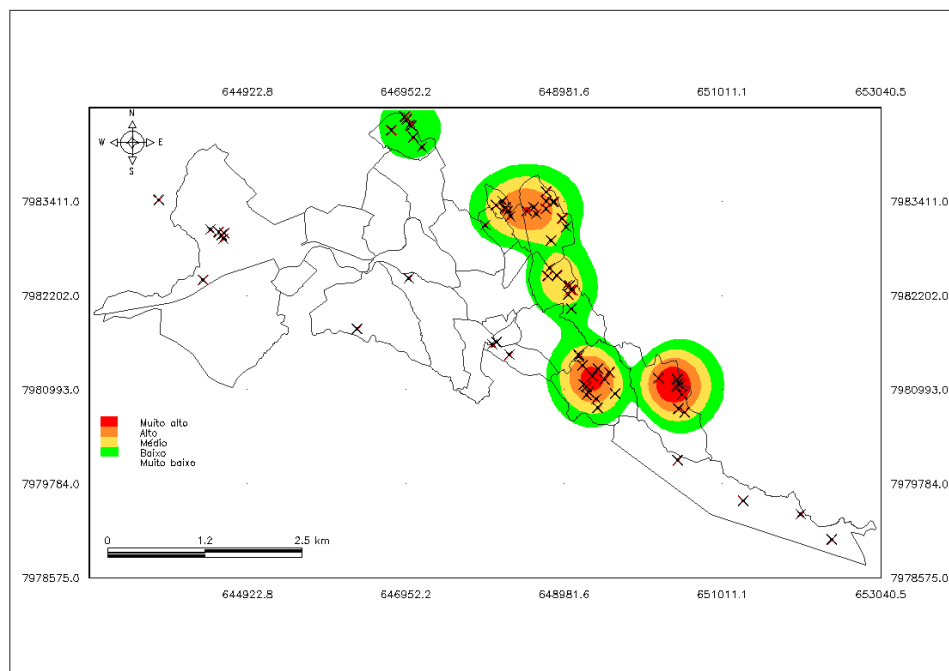 644922.8 646952.2 648981.6 651011.1 653040.5
N
W E
S
7983411.0 7983411.0
7982202.0 7982202.0
7980993.0 7980993.0
Muito alto
Alto
Médio
Baixo
Muito baixo
7979784.0 7979784.0
0 1.2 2.5 km
7978575.0 7978575.0
644922.8 646952.2 648981.6 651011.1 653040.5